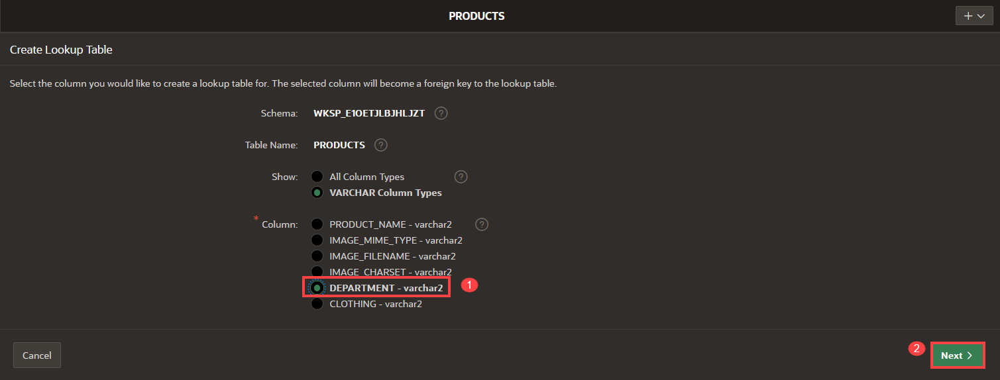 PRODUCTS
Create Lookup Table
Select the column you would like to create a lookup table for. The selected column will become a foreign key to the lookup table.
Schema: WKSP_E1OETJLBJHLJZT ?
Table Name: PRODUCTS ?
Show: All Column Types ?
VARCHAR Column Types
* Column: PRODUCT_NAME - varchar2 ?
IMAGE_MIME_TYPE - varchar2
IMAGE_FILENAME - varchar2
IMAGE_CHARSET - varchar2
DEPARTMENT - varchar2 1
CLOTHING - varchar2
Cancel 2 Next >